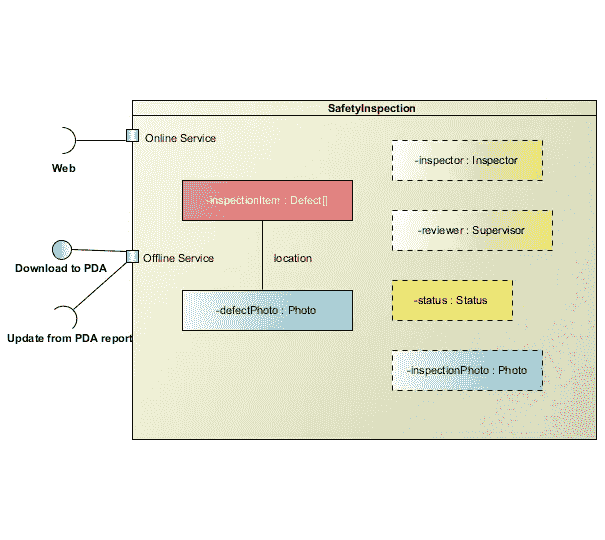 SafetyInspection
Online Service
Web
-inspector : Inspector
-inspectionItem : Defect[]
-reviewer : Supervisor
Download to PDA
Offline Service
location
-status : Status
-defectPhoto : Photo
Update from PDA report
-inspectionPhoto : Photo